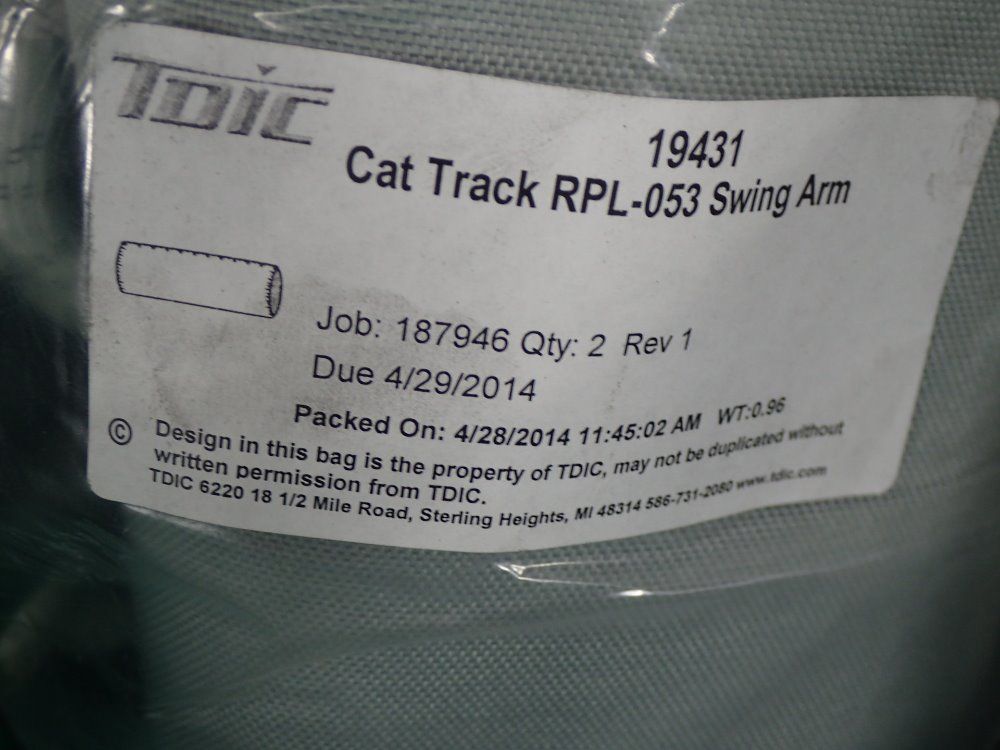 TDIC
19431
Cat Track RPL-053 Swing Arm
Job: 187946 Qty: 2 Rev 1
Due 4/29/2014
Packed On: 4/28/2014 11:45:02 AM WT:0.96
© Design in this bag is the property of TDIC, may not be duplicated without
written permission from TDIC.
TDIC 6220 18 1/2 Mile Road, Sterling Heights, MI 48314 586-731-2080 www.tdic.com